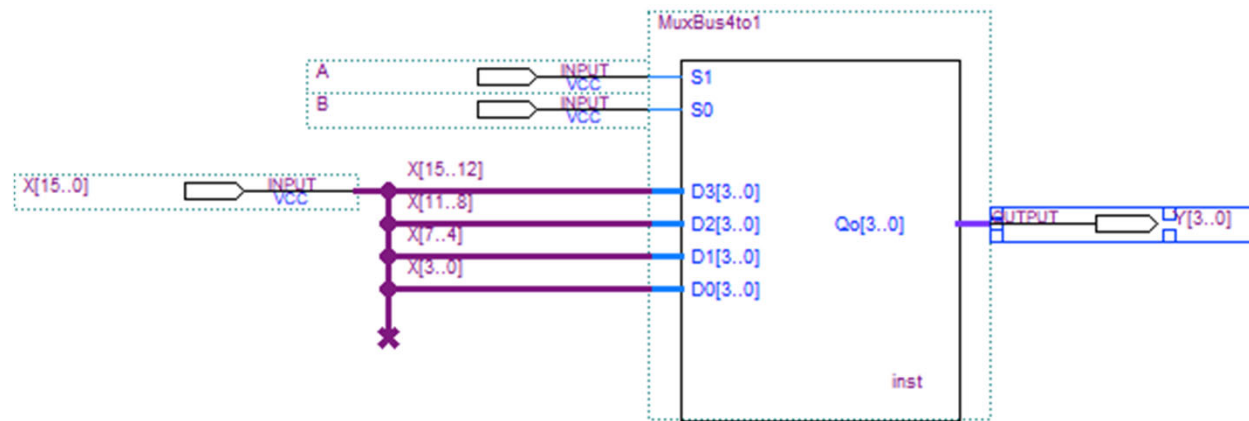 MuxBus4to1
A
INPUT
VCC
S1
B
INPUT
VCC
S0
X[15..0]
INPUT
VCC
X[15..12]
D3[3..0]
X[11..8]
D2[3..0]
Qo[3..0]
OUTPUT
Y[3..0]
X[7..4]
D1[3..0]
X[3..0]
D0[3..0]
inst